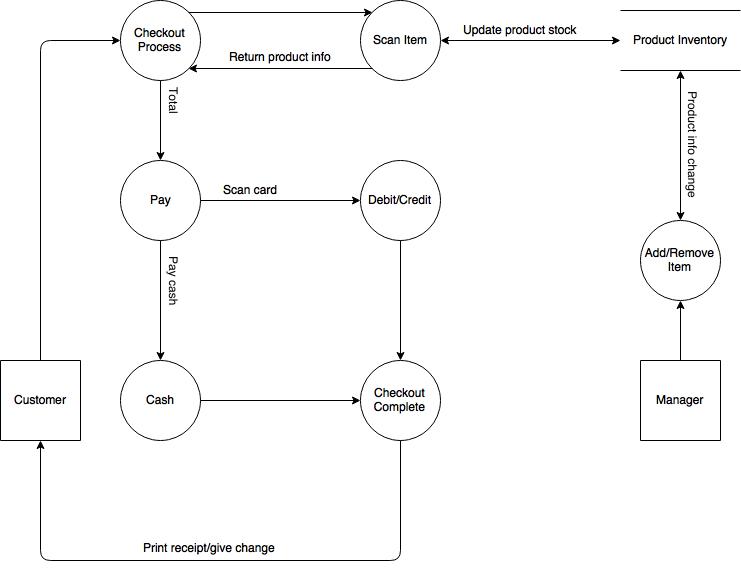 Checkout
Process
Scan Item
Update product stock
Product Inventory
Return product info
Total
Product info change
Pay
Scan card
Debit/Credit
Add/Remove
Item
Pay cash
Customer
Cash
Checkout
Complete
Manager
Print receipt/give change